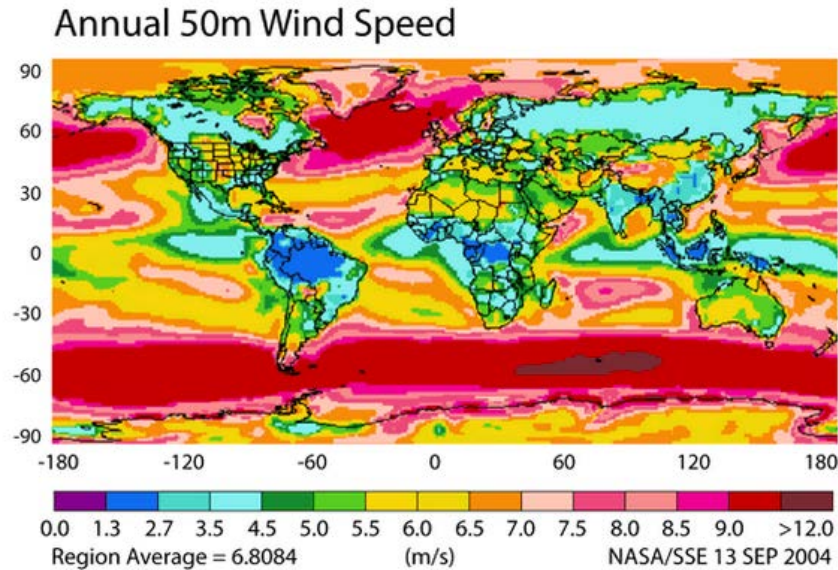 Annual 50m Wind Speed
90
60
30
0
-30
-60
-90
-180 -120 -60 0 60 120 180
0.0 1.3 2.7 3.5 4.5 5.0 5.5 6.0 6.5 7.0 7.5 8.0 8.5 9.0 >12.0
Region Average = 6.8084 (m/s) NASA/SSE 13 SEP 2004